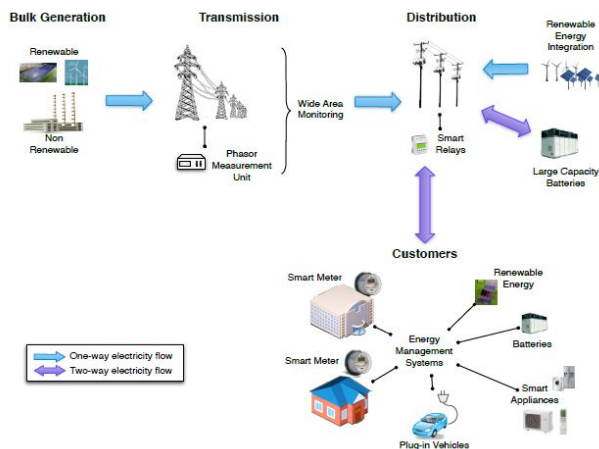 Bulk Generation
Transmission
Distribution
Renewable
Non
Renewable
Phasor
Measurement
Unit
Wide Area
Monitoring
Renewable
Energy
Integration
Smart
Relays
Large Capacity
Batteries
Customers
Smart Meter
Smart Meter
Energy
Management
Systems
Renewable
Energy
Batteries
Smart
Appliances
Plug-in Vehicles
One-way electricity flow
Two-way electricity flow